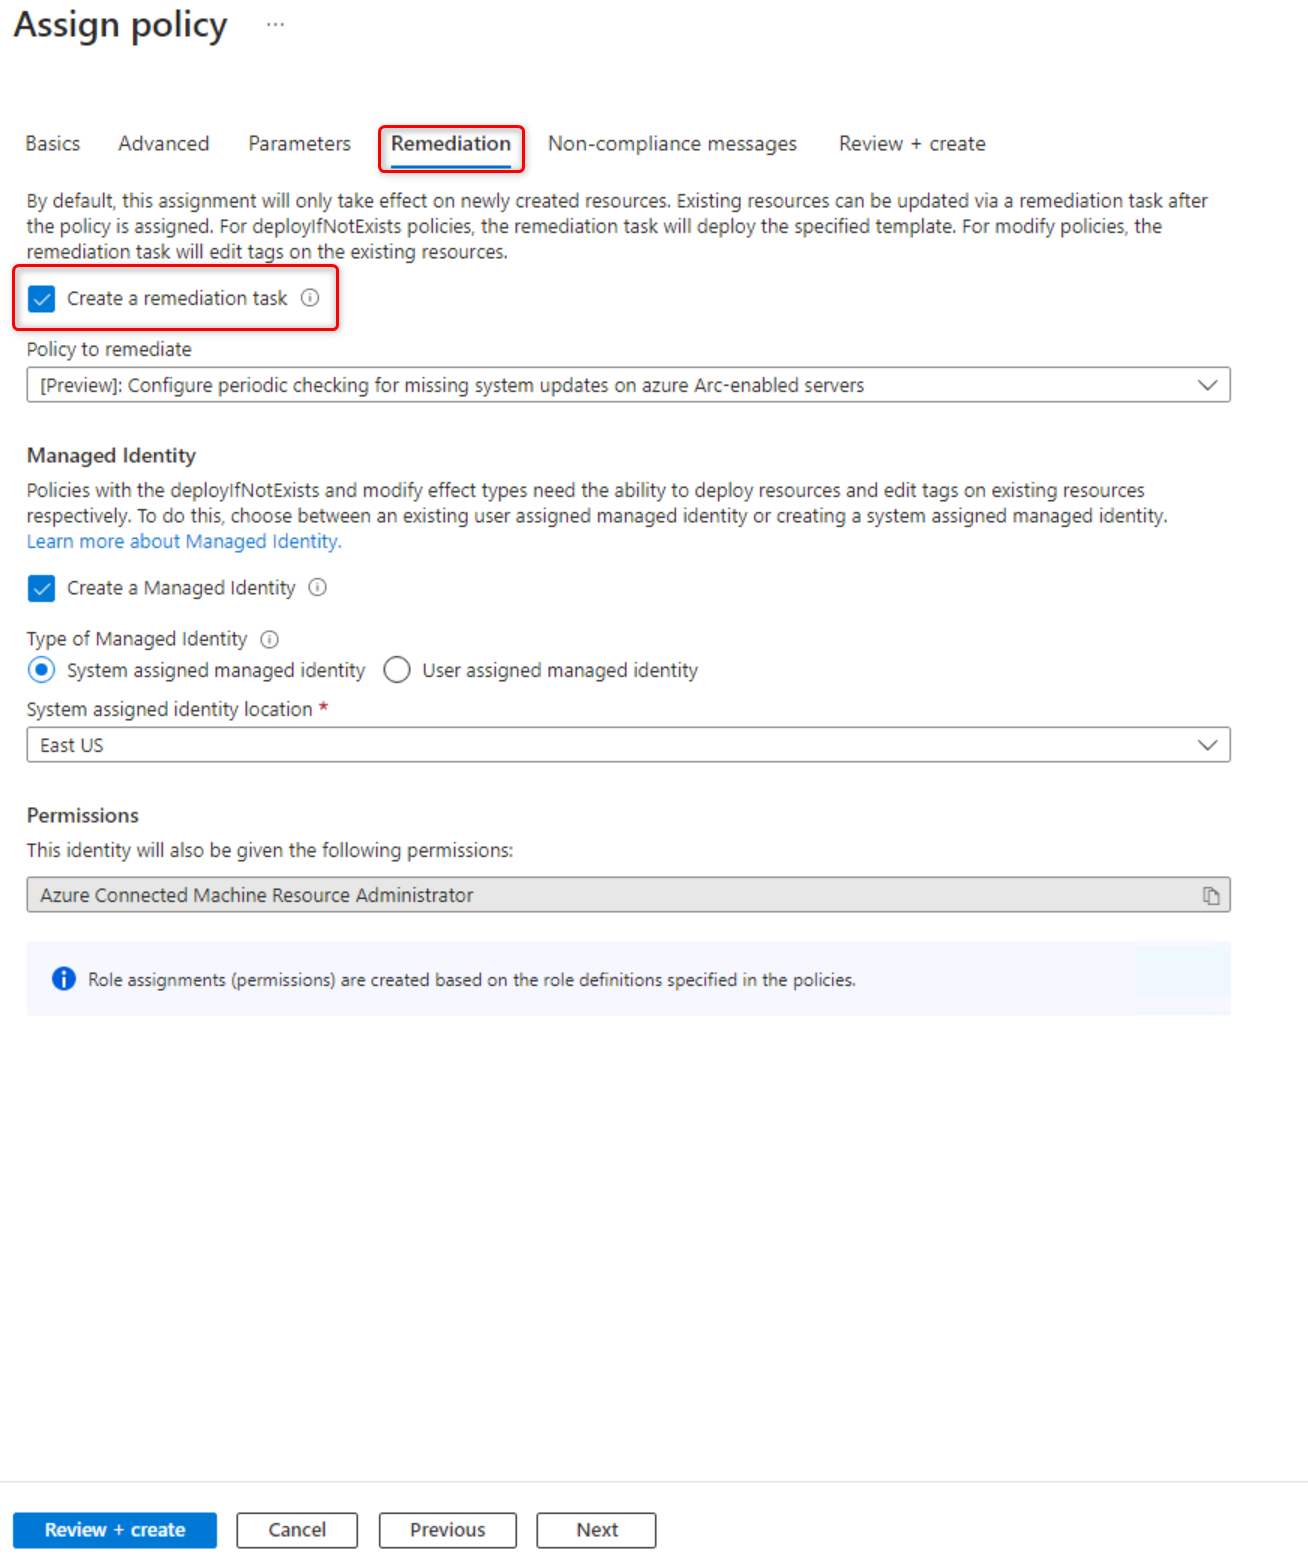 Assign policy ...
Basics Advanced Parameters Remediation Non-compliance messages Review + create
By default, this assignment will only take effect on newly created resources. Existing resources can be updated via a remediation task after
the policy is assigned. For deployIfNotExists policies, the remediation task will deploy the specified template. For modify policies, the
remediation task will edit tags on the existing resources.
Create a remediation task
Policy to remediate
[Preview]: Configure periodic checking for missing system updates on azure Arc-enabled servers
Managed Identity
Policies with the deployIfNotExists and modify effect types need the ability to deploy resources and edit tags on existing resources
respectively. To do this, choose between an existing user assigned managed identity or creating a system assigned managed identity.
Learn more about Managed Identity.
Create a Managed Identity
Type of Managed Identity
System assigned managed identity User assigned managed identity
System assigned identity location *
East US
Permissions
This identity will also be given the following permissions:
Azure Connected Machine Resource Administrator
Role assignments (permissions) are created based on the role definitions specified in the policies.
Review + create Cancel Previous Next